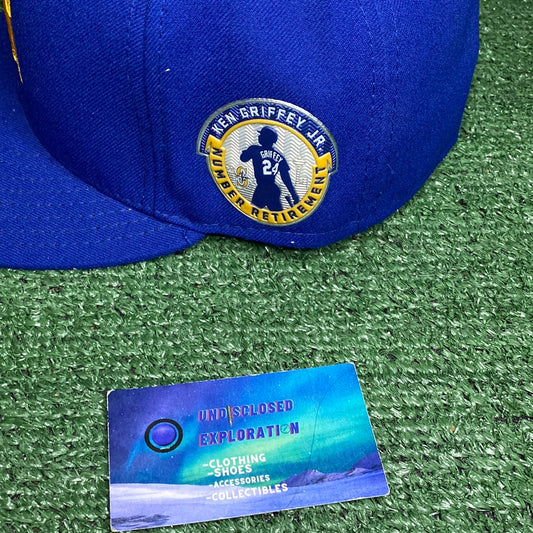 KEN GRIFFEY JR.
GRIFFEY
24
NUMBER RETIREMENT
UNDISCLOSED
EXPLORATION
-CLOTHING
-SHOES
-ACCESSORIES
-COLLECTIBLES